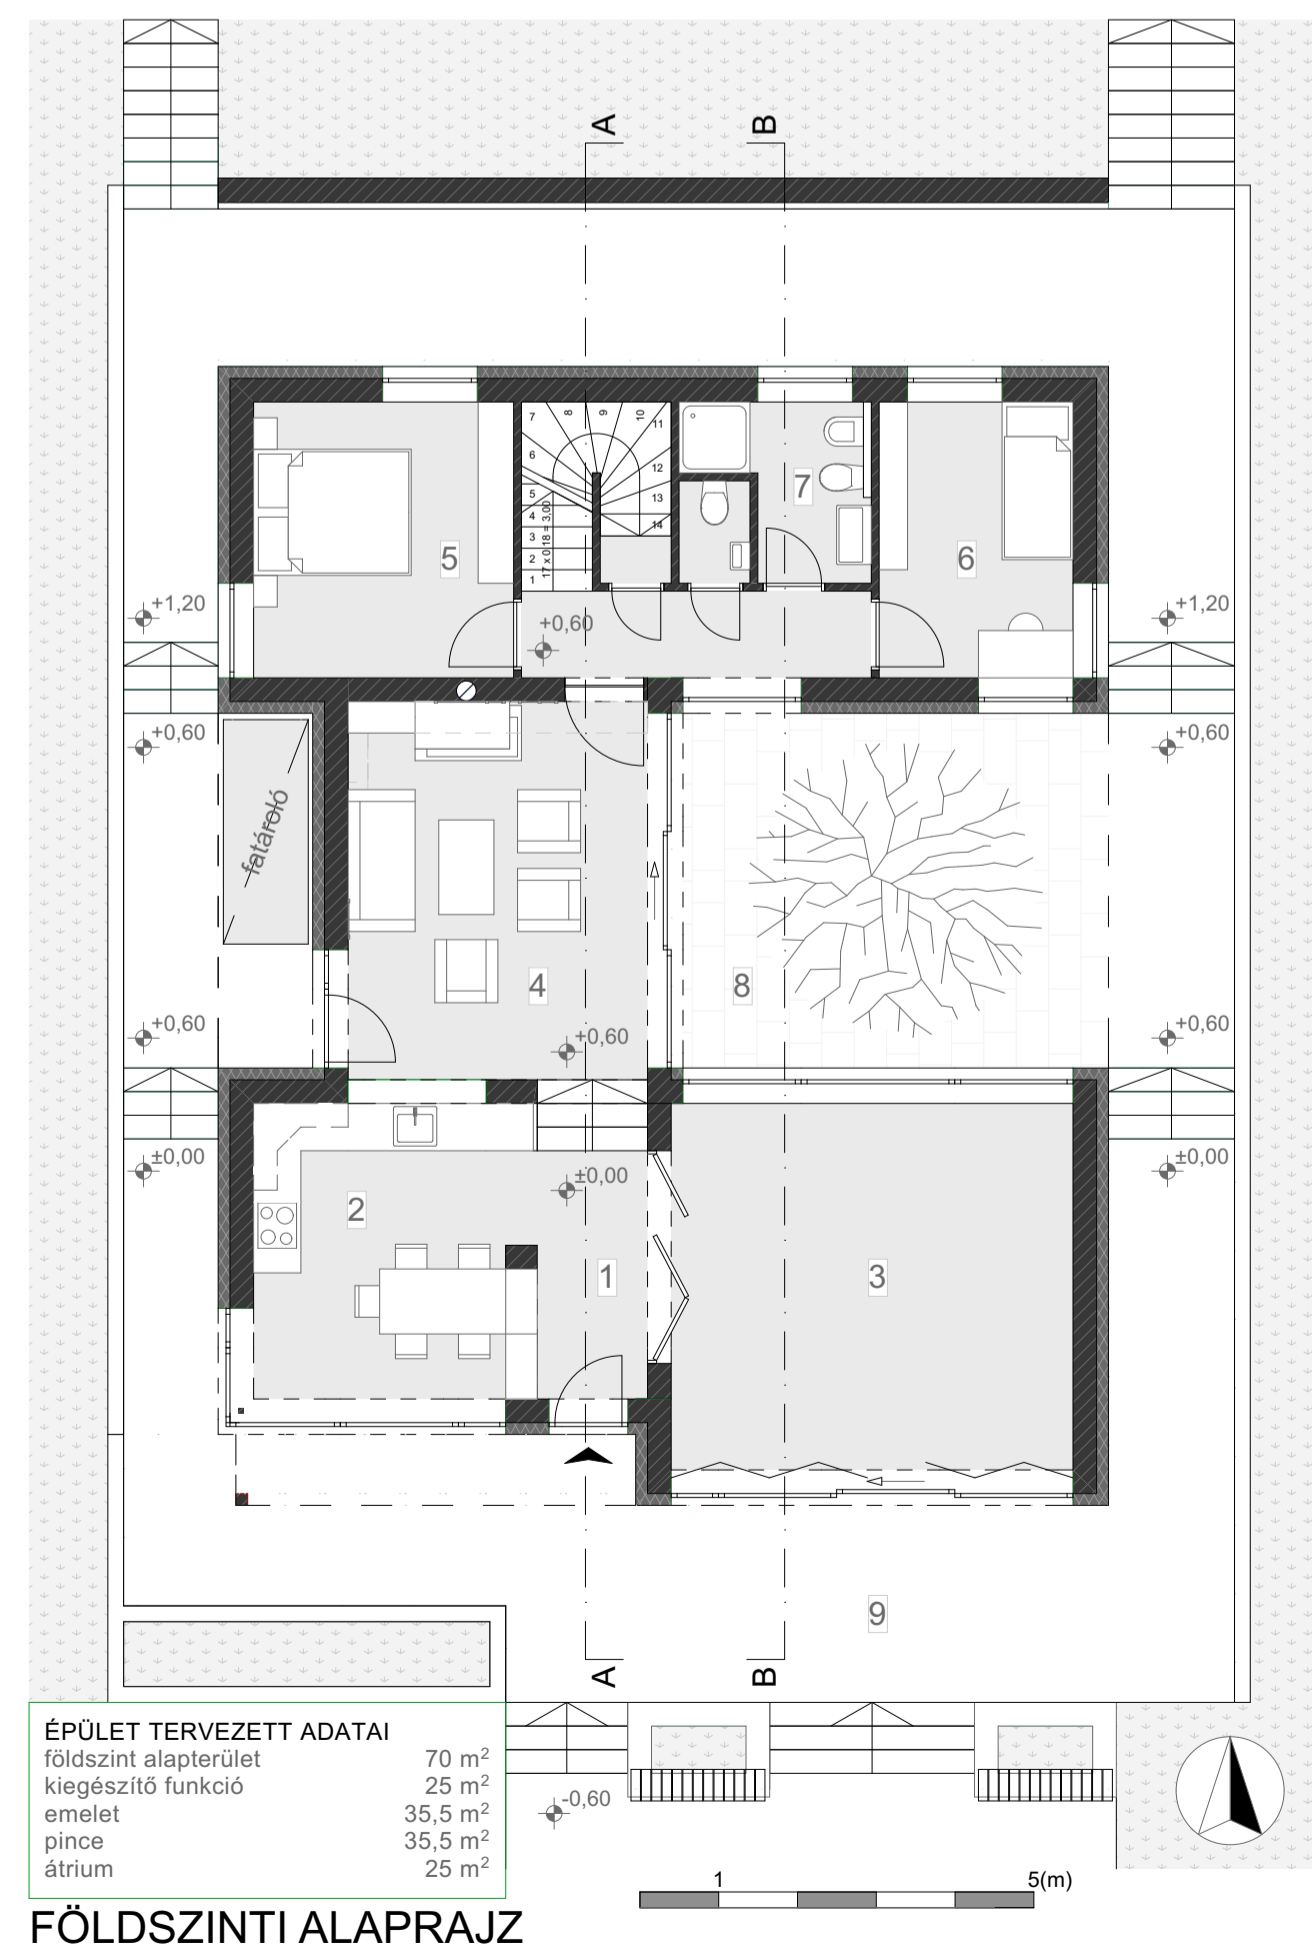 A B
7 8 9 10 11
6 12
5 13
4 14
3
2
1
17 x 0,18 = 3,00
7
5
6
+1,20
+0,60
+1,20
+0,60
+0,60
fatároló
4
8
+0,60
+0,60
+0,60
±0,00
±0,00
±0,00
2
1
3
9
A B
ÉPÜLET TERVEZETT ADATAI
földszint alapterület 70 m²
kiegészítő funkció 25 m²
emelet 35,5 m²
pince 35,5 m²
átrium 25 m²
-0,60
1 5(m)
FÖLDSZINTI ALAPRAJZ